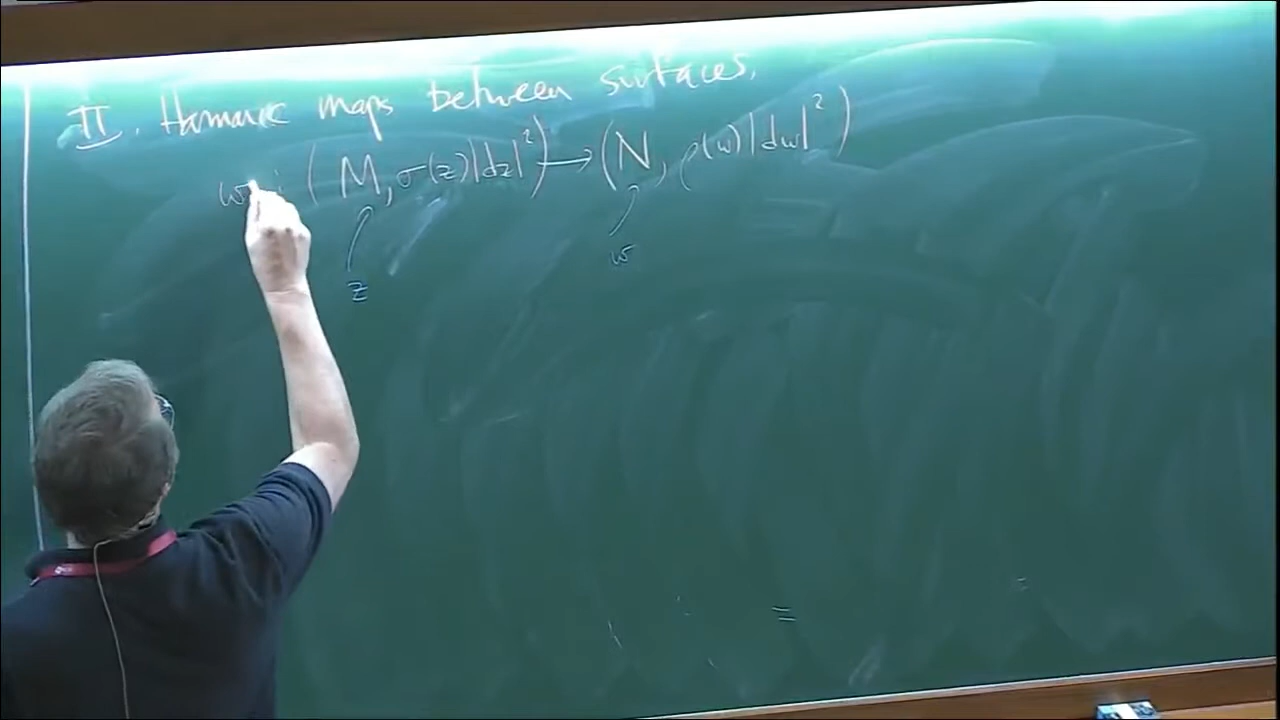 II. Harmonic maps between surfaces.
w : (M, σ(z)|dz|²) → (N, ρ(w)|dw|²)
z w